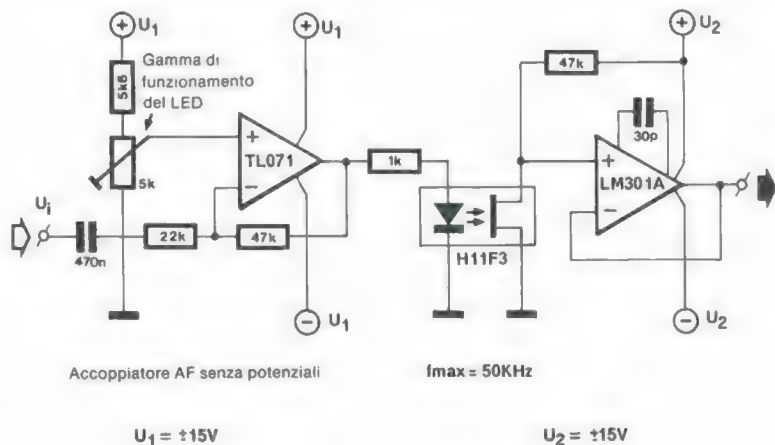 U1
5k6
Gamma di
funzionamento
del LED
5k
Ui
470n
22k
47k
+
TL071
−
U1
U1
1k
H11F3
47k
U2
30p
+
LM301A
−
U2
Accoppiatore AF senza potenziali
fmax = 50KHz
U1 = ±15V
U2 = ±15V